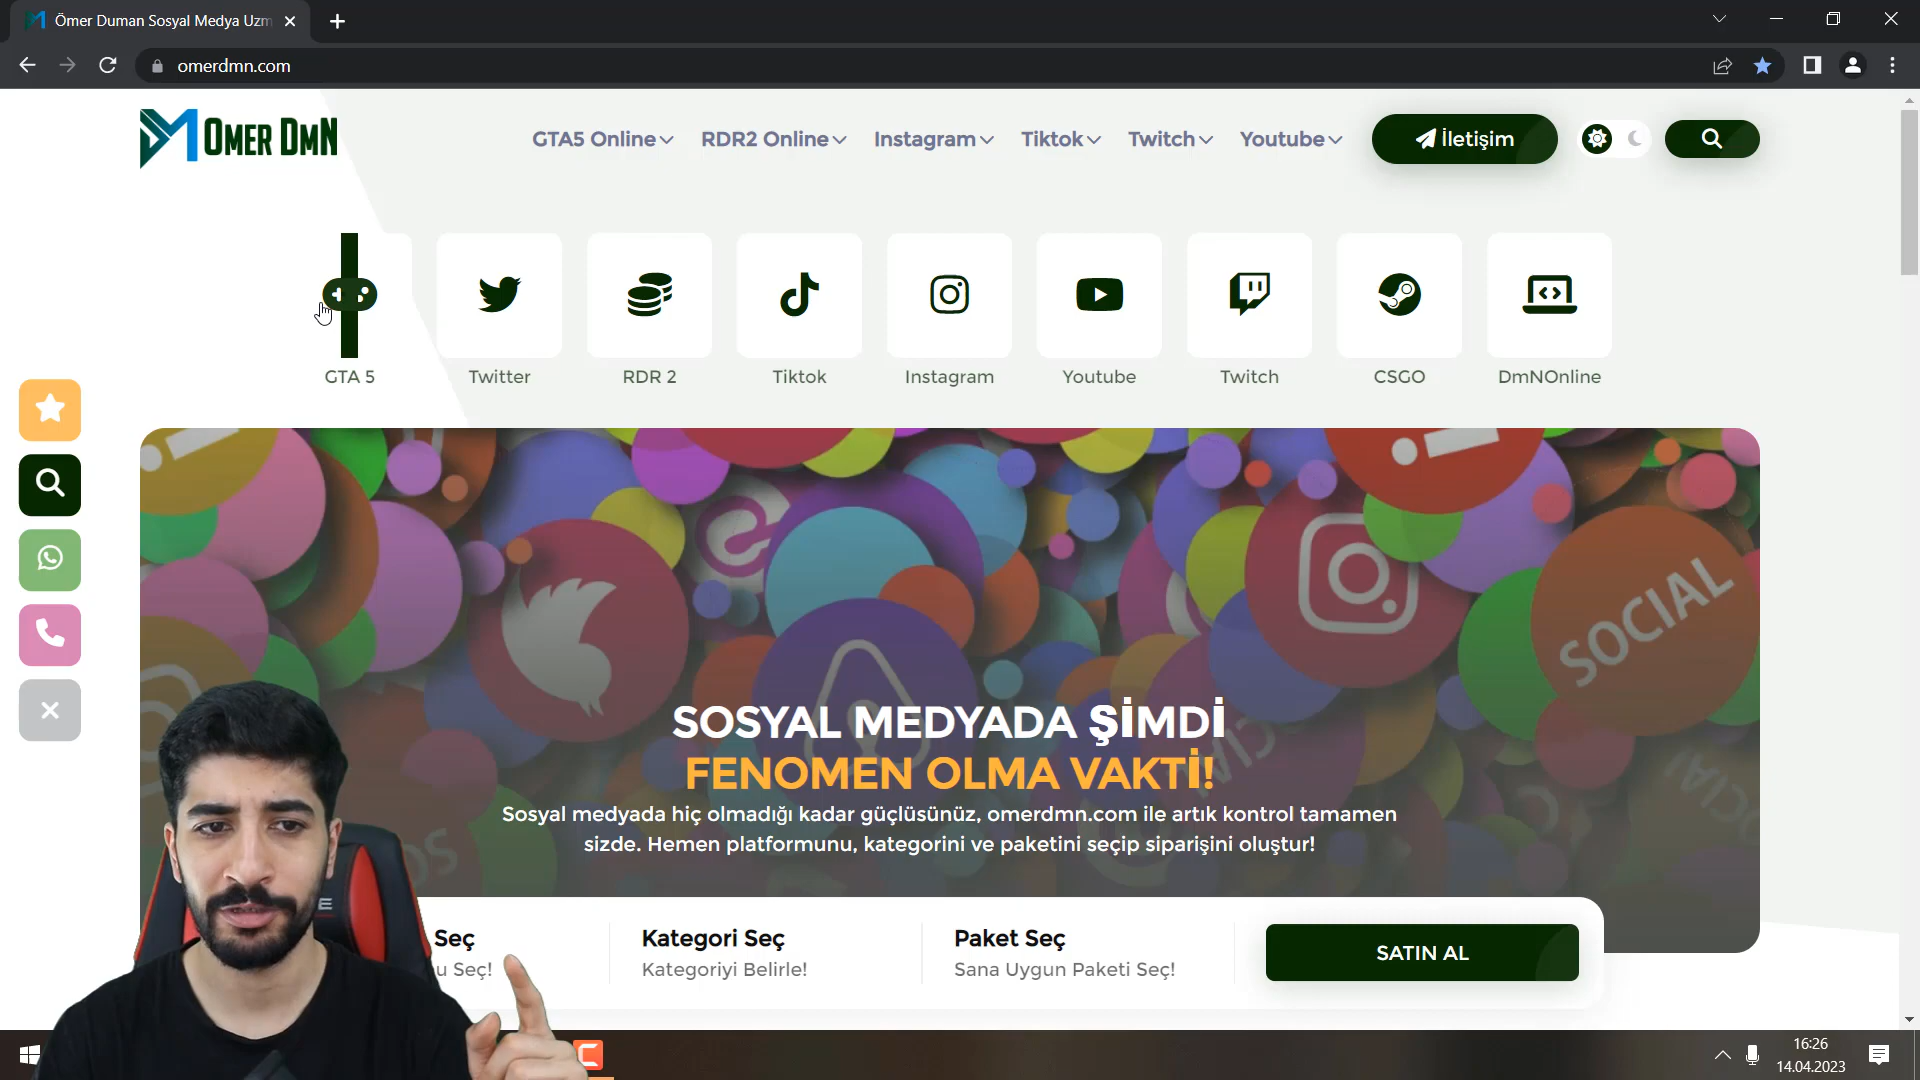 Ömer Duman Sosyal Medya Uzm
omerdmn.com
OMER DMN
GTA5 Online
RDR2 Online
Instagram
Tiktok
Twitch
Youtube
İletişim
GTA 5
Twitter
RDR 2
Tiktok
Instagram
Youtube
Twitch
CSGO
DmNOnline
SOCIAL
SOSYAL MEDYADA ŞİMDİ
FENOMEN OLMA VAKTİ!
Sosyal medyada hiç olmadığı kadar güçlüsünüz, omerdmn.com ile artık kontrol tamamen
sizde. Hemen platformunu, kategorini ve paketini seçip siparişini oluştur!
Seç
u Seç!
Kategori Seç
Kategoriyi Belirle!
Paket Seç
Sana Uygun Paketi Seç!
SATIN AL
16:26
14.04.2023